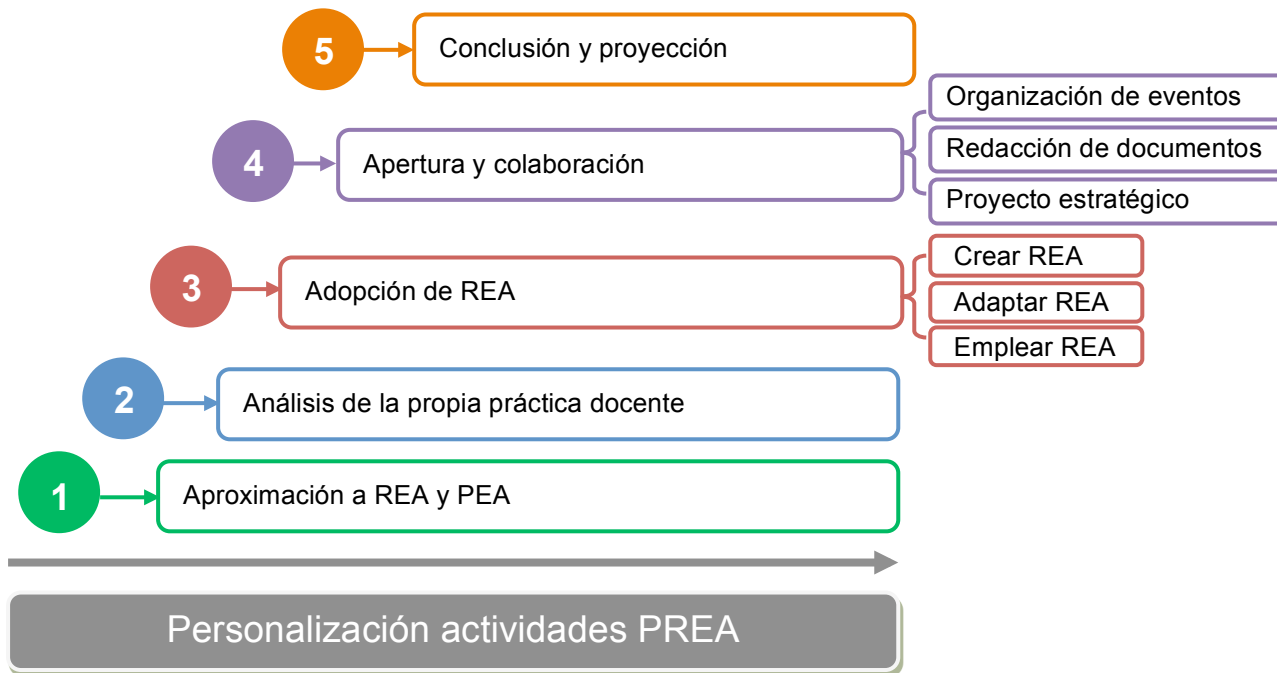 5
Conclusión y proyección
4
Apertura y colaboración
Organización de eventos
Redacción de documentos
Proyecto estratégico
3
Adopción de REA
Crear REA
Adaptar REA
Emplear REA
2
Análisis de la propia práctica docente
1
Aproximación a REA y PEA
Personalización actividades PREA